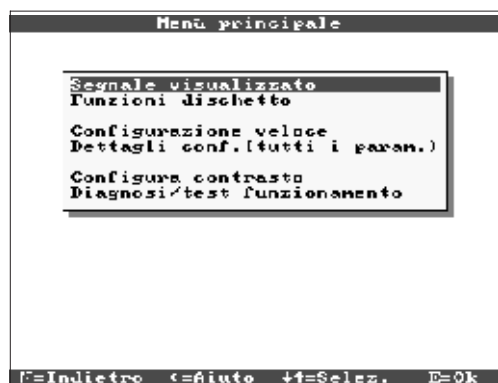 Menù principale
Segnale visualizzato
Funzioni dischetto
Configurazione veloce
Dettagli conf.(tutti i param.)
Configura contrasto
Diagnosi/test funzionamento
=Indietro <=Aiuto ↓↑=Selez. E=Ok